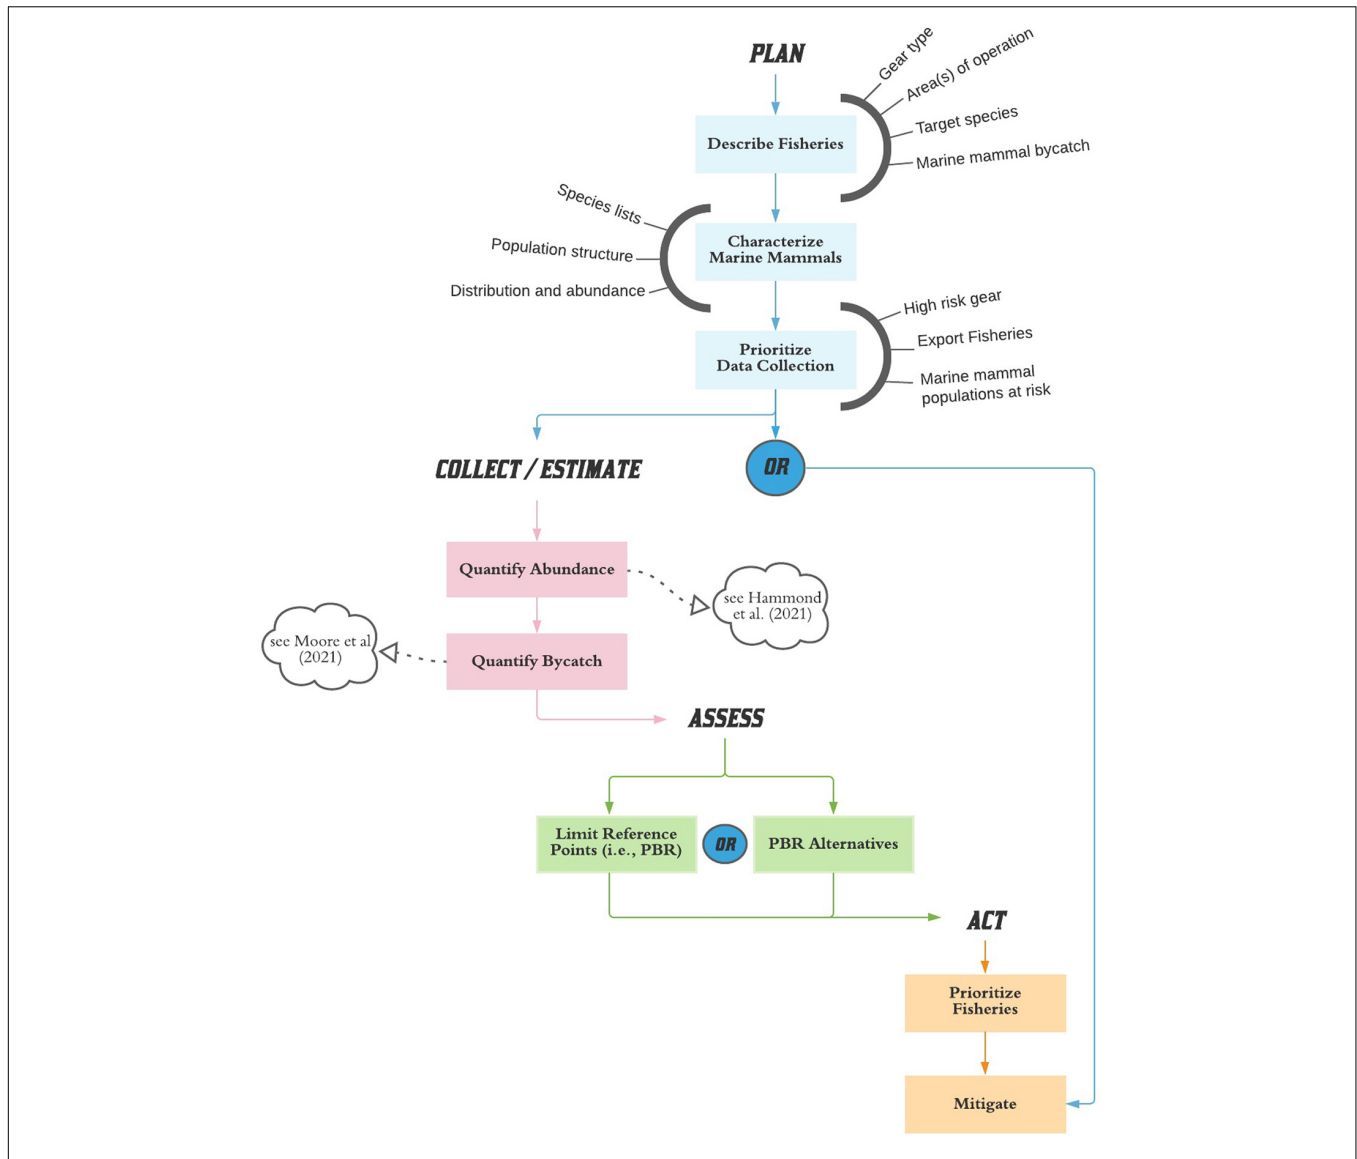 PLAN
Gear type
Area(s) of operation
Target species
Marine mammal bycatch
Describe Fisheries
Species lists
Population structure
Distribution and abundance
Characterize
Marine Mammals
High risk gear
Export Fisheries
Marine mammal
populations at risk
Prioritize
Data Collection
COLLECT / ESTIMATE
OR
Quantify Abundance
see Hammond
et al. (2021)
see Moore et al
(2021)
Quantify Bycatch
ASSESS
Limit Reference
Points (i.e., PBR)
OR
PBR Alternatives
ACT
Prioritize
Fisheries
Mitigate